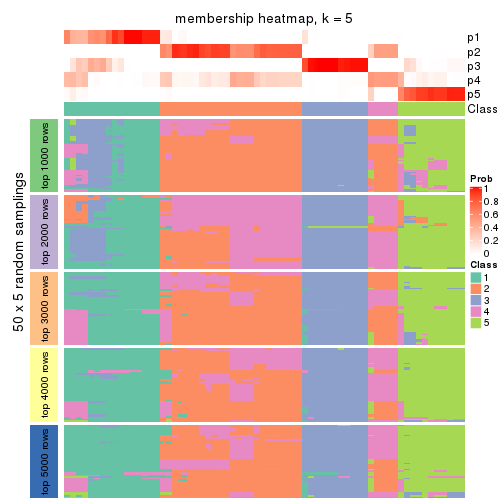 membership heatmap, k = 5
p1
p2
p3
p4
p5
Class
50 x 5 random samplings
top 1000 rows
top 2000 rows
top 3000 rows
top 4000 rows
top 5000 rows
Prob
1
0.8
0.6
0.4
0.2
0
Class
1
2
3
4
5